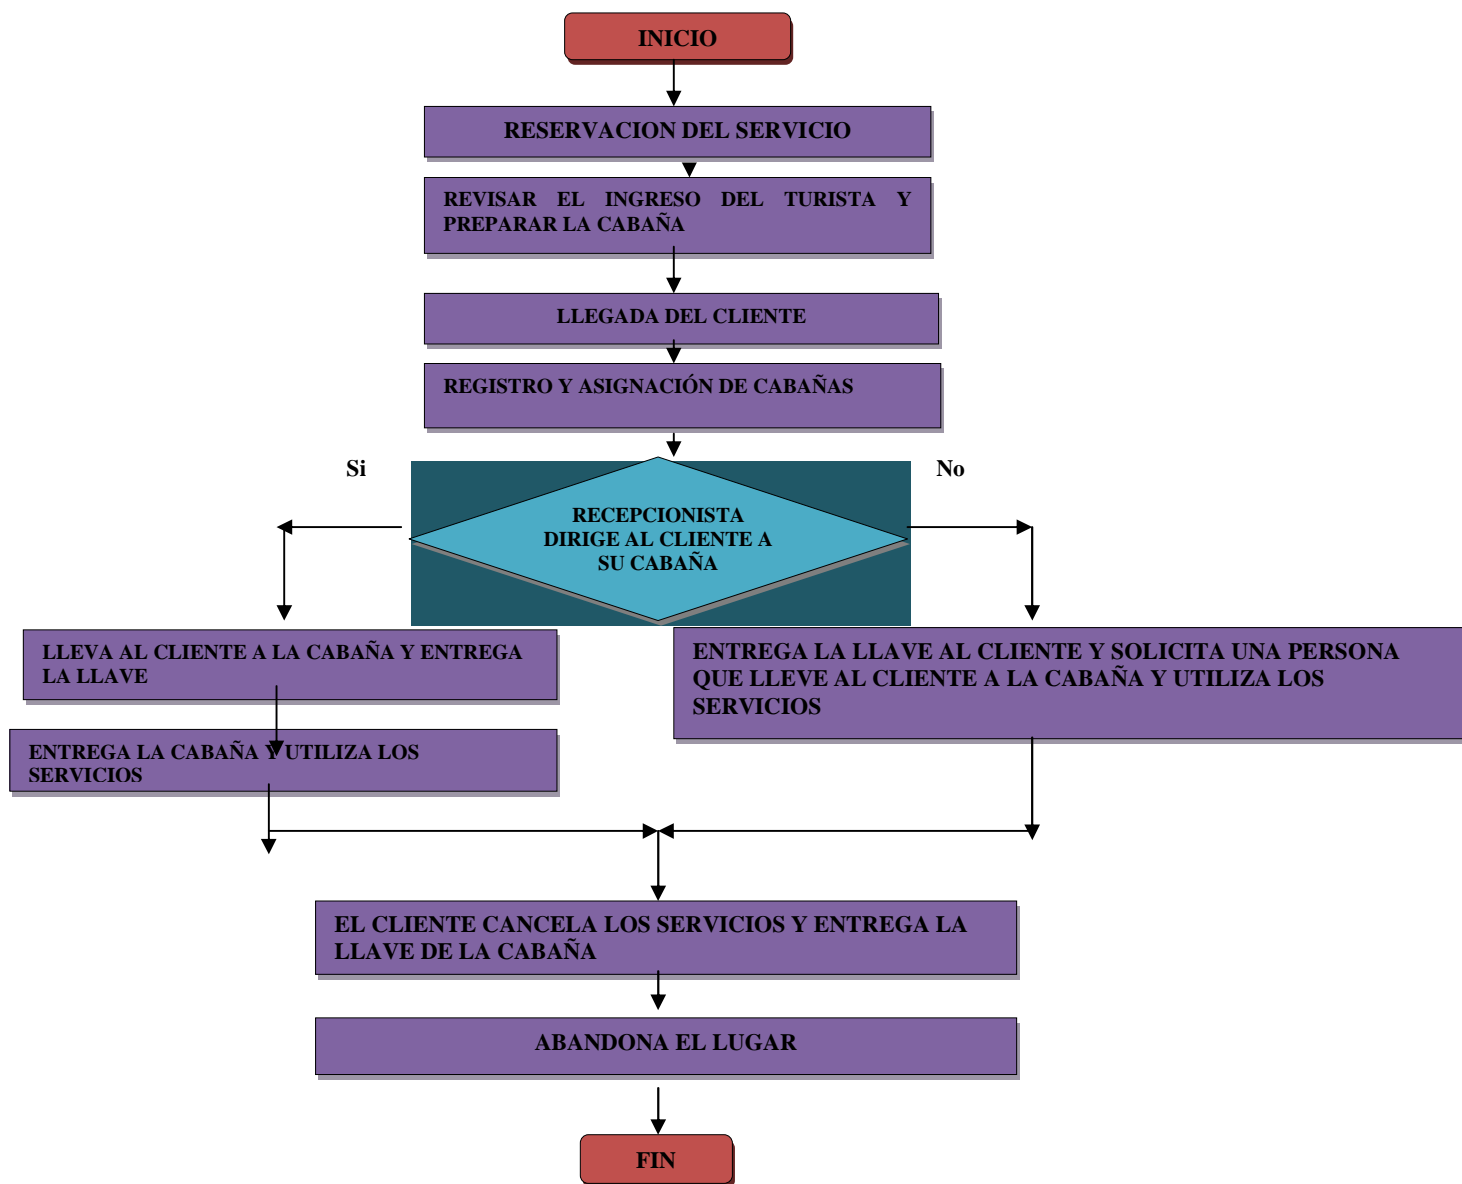 INICIO
RESERVACION DEL SERVICIO
REVISAR EL INGRESO DEL TURISTA Y
PREPARAR LA CABAÑA
LLEGADA DEL CLIENTE
REGISTRO Y ASIGNACIÓN DE CABAÑAS
Si
No
RECEPCIONISTA
DIRIGE AL CLIENTE A
SU CABAÑA
LLEVA AL CLIENTE A LA CABAÑA Y ENTREGA
LA LLAVE
ENTREGA LA CABAÑA Y UTILIZA LOS
SERVICIOS
ENTREGA LA LLAVE AL CLIENTE Y SOLICITA UNA PERSONA
QUE LLEVE AL CLIENTE A LA CABAÑA Y UTILIZA LOS
SERVICIOS
EL CLIENTE CANCELA LOS SERVICIOS Y ENTREGA LA
LLAVE DE LA CABAÑA
ABANDONA EL LUGAR
FIN